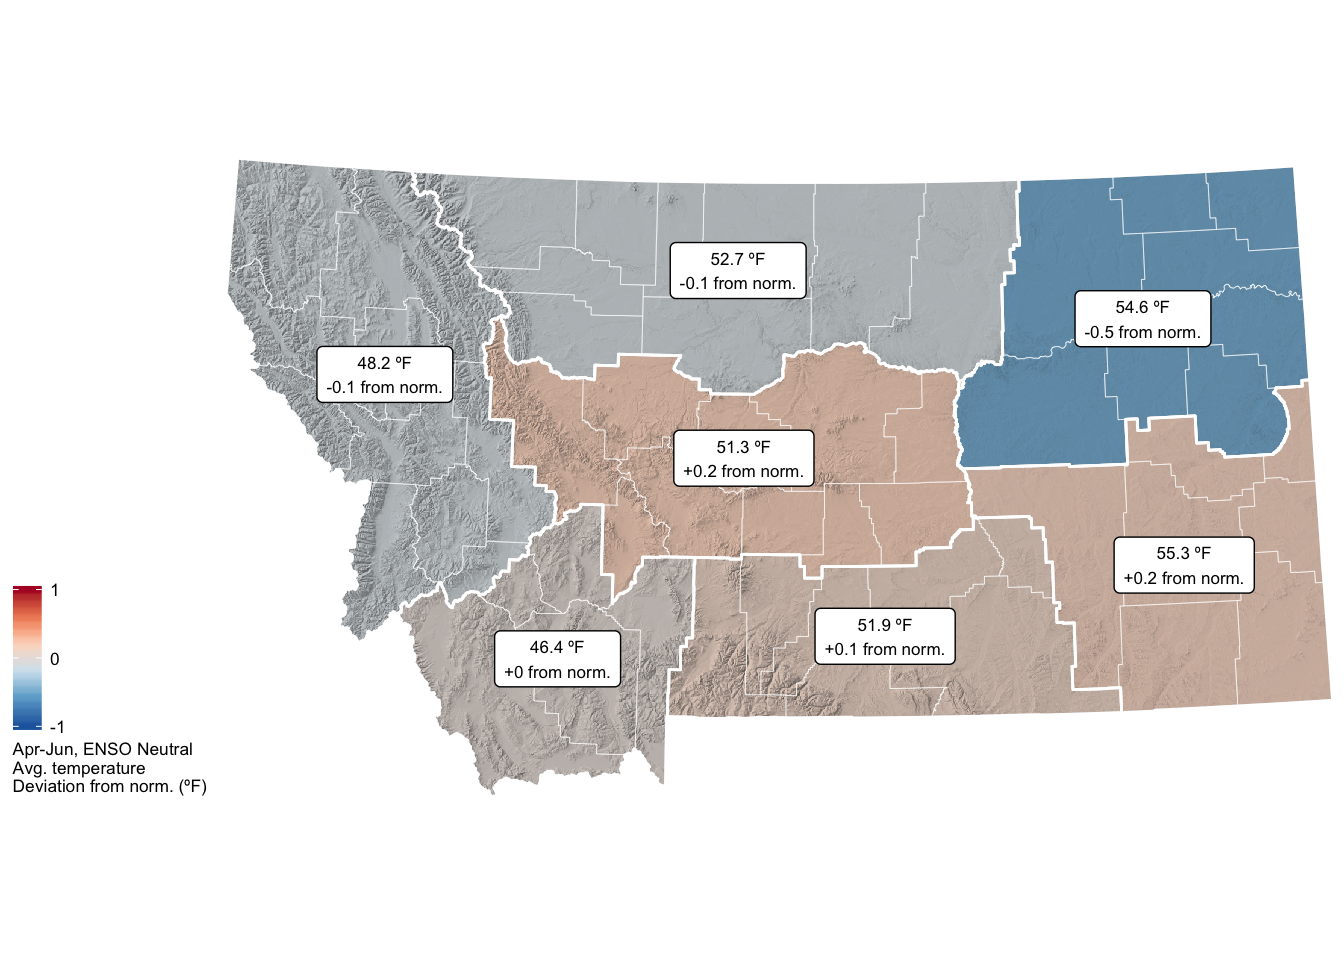 52.7 ºF
-0.1 from norm.
54.6 ºF
-0.5 from norm.
48.2 ºF
-0.1 from norm.
51.3 ºF
+0.2 from norm.
55.3 ºF
+0.2 from norm.
51.9 ºF
+0.1 from norm.
46.4 ºF
+0 from norm.
1
0
-1
Apr-Jun, ENSO Neutral
Avg. temperature
Deviation from norm. (ºF)